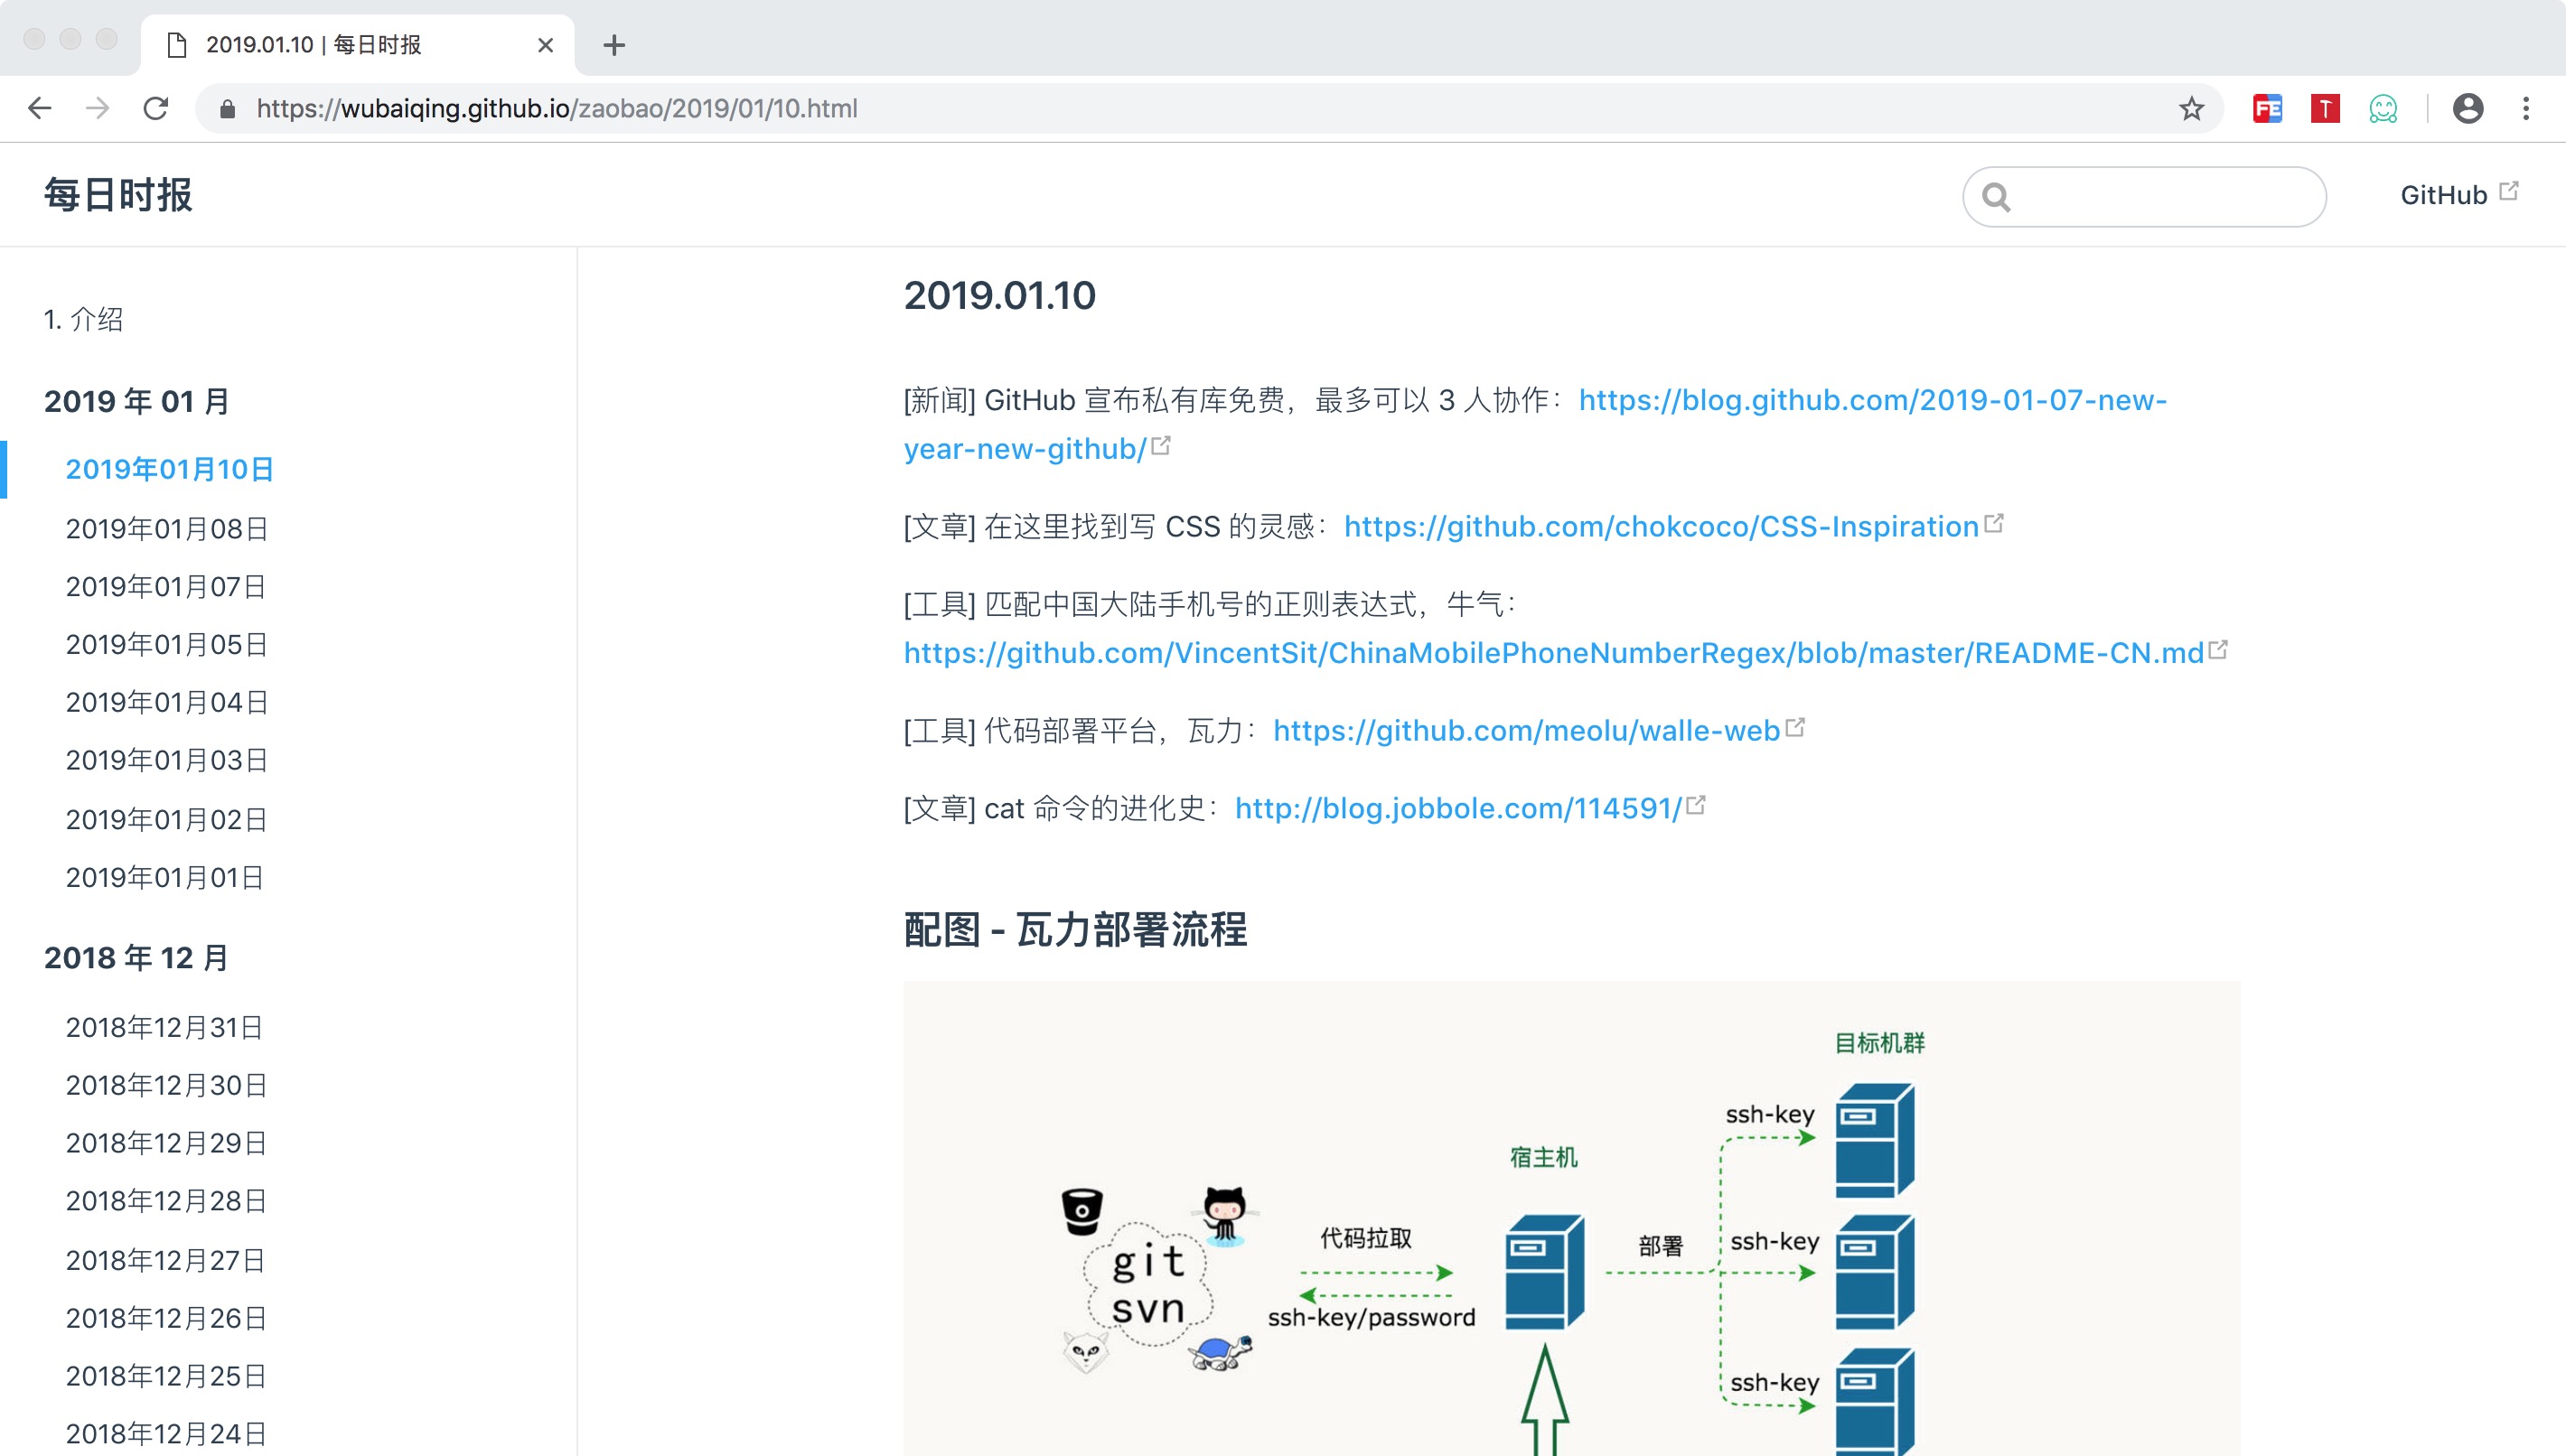 2019.01.10 | 每日时报
https://wubaiqing.github.io/zaobao/2019/01/10.html
FE
T
每日时报
GitHub
1. 介绍
2019 年 01 月
2019年01月10日
2019年01月08日
2019年01月07日
2019年01月05日
2019年01月04日
2019年01月03日
2019年01月02日
2019年01月01日
2018 年 12 月
2018年12月31日
2018年12月30日
2018年12月29日
2018年12月28日
2018年12月27日
2018年12月26日
2018年12月25日
2018年12月24日
2019.01.10
[新闻] GitHub 宣布私有库免费，最多可以 3 人协作：https://blog.github.com/2019-01-07-new-
year-new-github/
[文章] 在这里找到写 CSS 的灵感：https://github.com/chokcoco/CSS-Inspiration
[工具] 匹配中国大陆手机号的正则表达式，牛气：
https://github.com/VincentSit/ChinaMobilePhoneNumberRegex/blob/master/README-CN.md
[工具] 代码部署平台，瓦力：https://github.com/meolu/walle-web
[文章] cat 命令的进化史：http://blog.jobbole.com/114591/
配图 - 瓦力部署流程
目标机群
ssh-key
宿主机
代码拉取
git
svn
ssh-key/password
部署
ssh-key
ssh-key